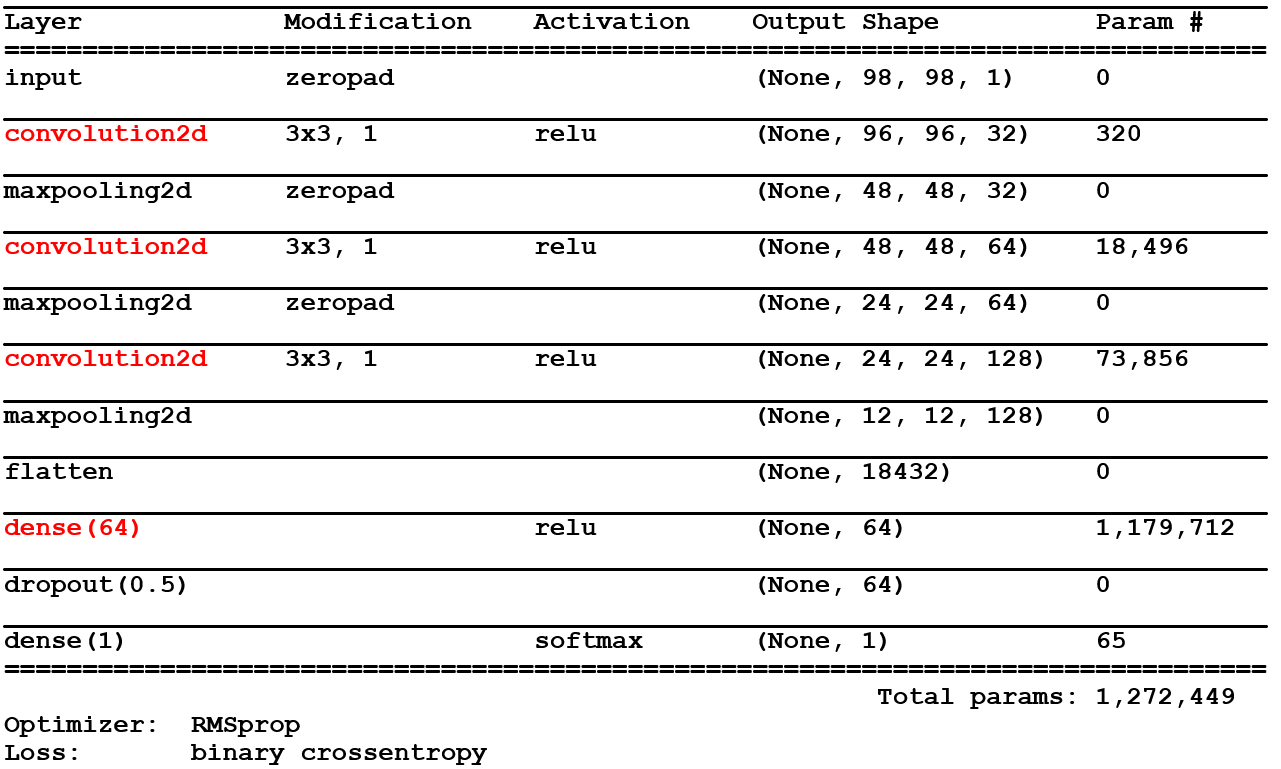 Layer Modification Activation Output Shape Param #
input zeropad (None, 98, 98, 1) 0
convolution2d 3x3, 1 relu (None, 96, 96, 32) 320
maxpooling2d zeropad (None, 48, 48, 32) 0
convolution2d 3x3, 1 relu (None, 48, 48, 64) 18,496
maxpooling2d zeropad (None, 24, 24, 64) 0
convolution2d 3x3, 1 relu (None, 24, 24, 128) 73,856
maxpooling2d (None, 12, 12, 128) 0
flatten (None, 18432) 0
dense(64) relu (None, 64) 1,179,712
dropout(0.5) (None, 64) 0
dense(1) softmax (None, 1) 65
Total params: 1,272,449
Optimizer: RMSprop
Loss: binary crossentropy